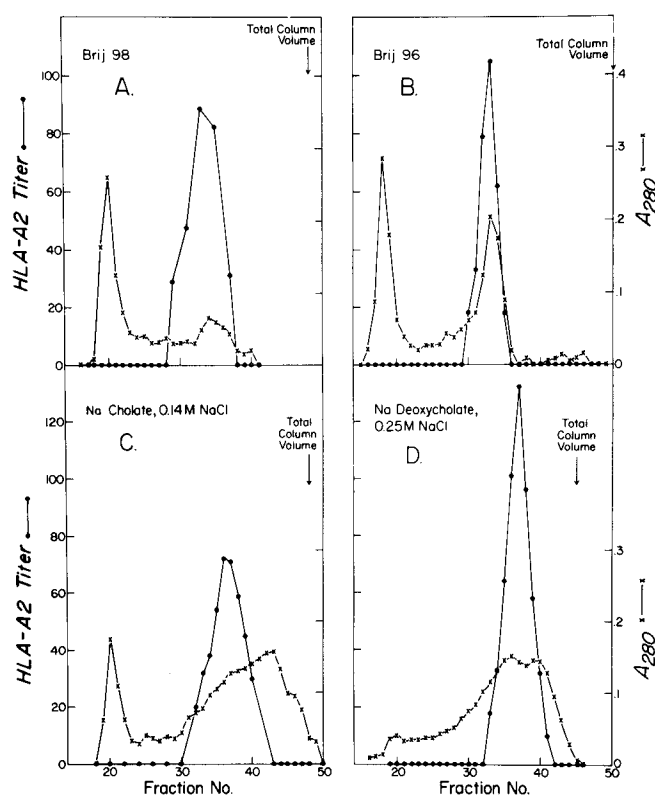 Brij 98
Total Column
Volume
A.
100
80
60
40
20
0
HLA-A2 Titer
Brij 96
Total Column
Volume
B.
.4
.3
.2
.1
0
A280
Na Cholate, 0.14M NaCl
Total
Column
Volume
C.
120
100
80
60
40
20
0
HLA-A2 Titer
20
30
40
50
Fraction No.
Na Deoxycholate,
0.25M NaCl
Total
Column
Volume
D.
.3
.2
.1
0
A280
20
30
40
50
Fraction No.